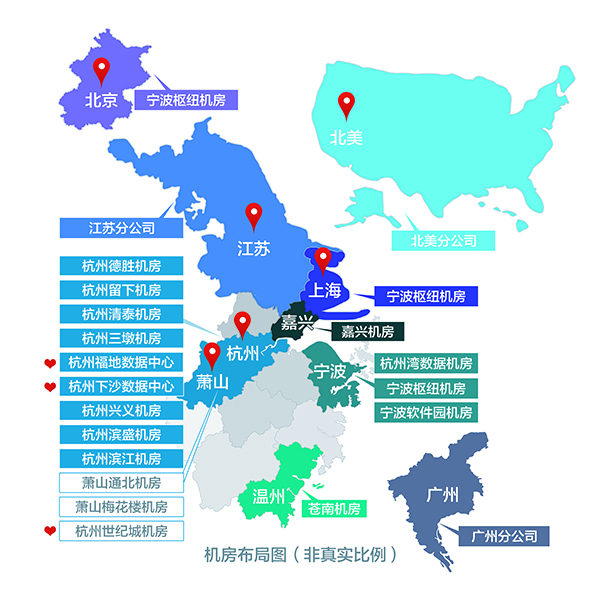 北京
宁波枢纽机房
北美
北美分公司
江苏分公司
江苏
上海
宁波枢纽机房
嘉兴
嘉兴机房
杭州
萧山
杭州德胜机房
杭州留下机房
杭州清泰机房
杭州三墩机房
杭州福地数据中心
杭州下沙数据中心
杭州兴义机房
杭州滨盛机房
杭州滨江机房
萧山通北机房
萧山梅花楼机房
杭州世纪城机房
宁波
杭州湾数据机房
宁波枢纽机房
宁波软件园机房
温州
苍南机房
广州
广州分公司
机房布局图（非真实比例）